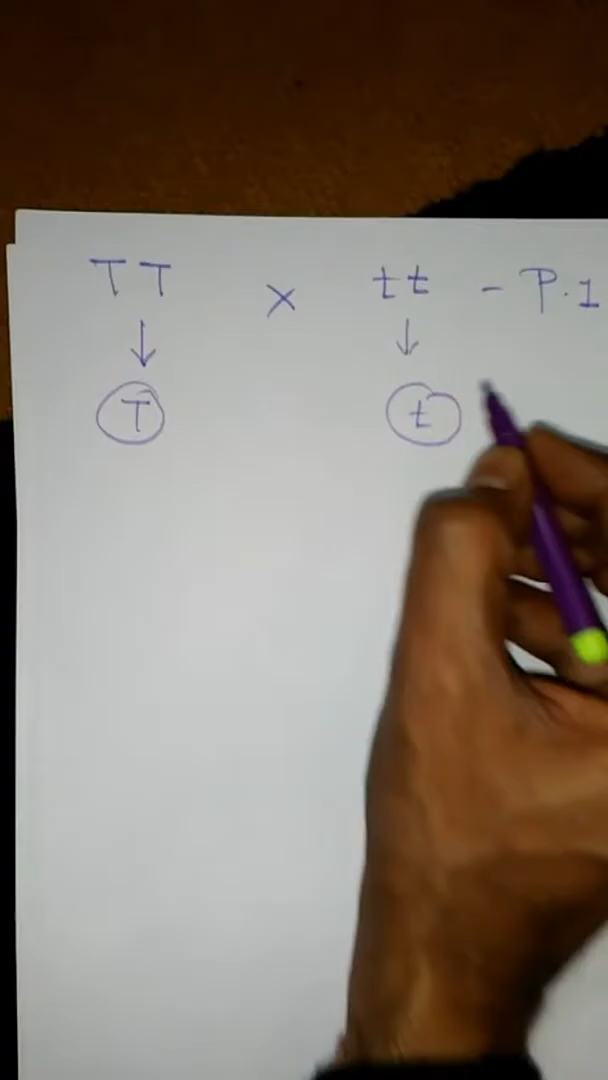 TT × tt - P.1
↓ ↓
T t